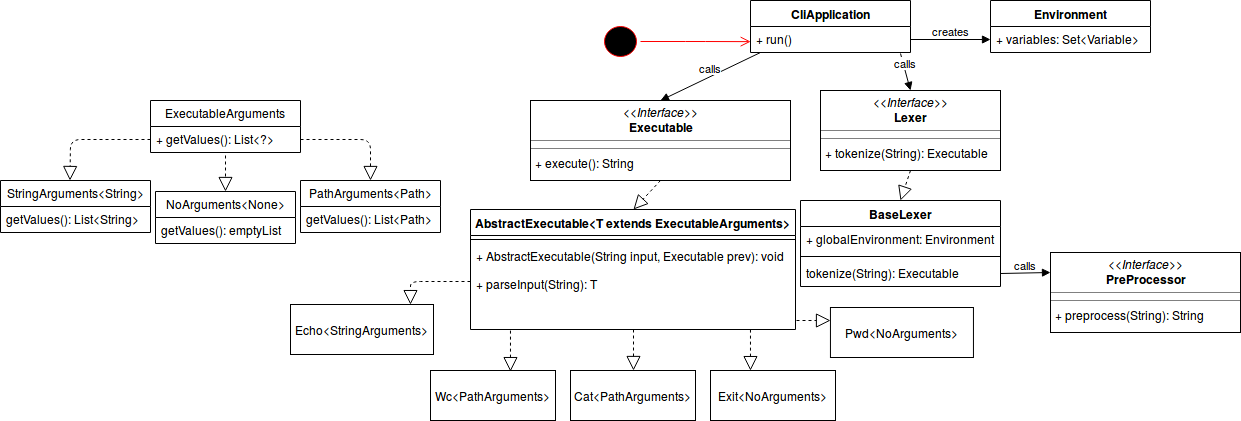 CliApplication
+ run()
creates
Environment
+ variables: Set<Variable>
calls
calls
<<Interface>>
Executable
+ execute(): String
<<Interface>>
Lexer
+ tokenize(String): Executable
ExecutableArguments
+ getValues(): List<?>
StringArguments<String>
getValues(): List<String>
NoArguments<None>
getValues(): emptyList
PathArguments<Path>
getValues(): List<Path>
AbstractExecutable<T extends ExecutableArguments>
+ AbstractExecutable(String input, Executable prev): void
+ parseInput(String): T
BaseLexer
+ globalEnvironment: Environment
tokenize(String): Executable
calls
<<Interface>>
PreProcessor
+ preprocess(String): String
Echo<StringArguments>
Pwd<NoArguments>
Wc<PathArguments>
Cat<PathArguments>
Exit<NoArguments>